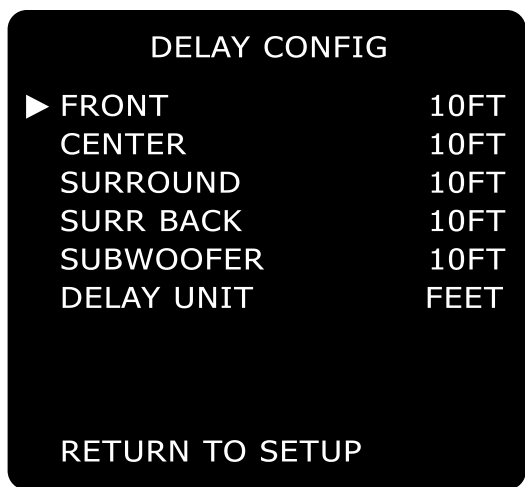 DELAY CONFIG
FRONT 10FT
CENTER 10FT
SURROUND 10FT
SURR BACK 10FT
SUBWOOFER 10FT
DELAY UNIT FEET
RETURN TO SETUP